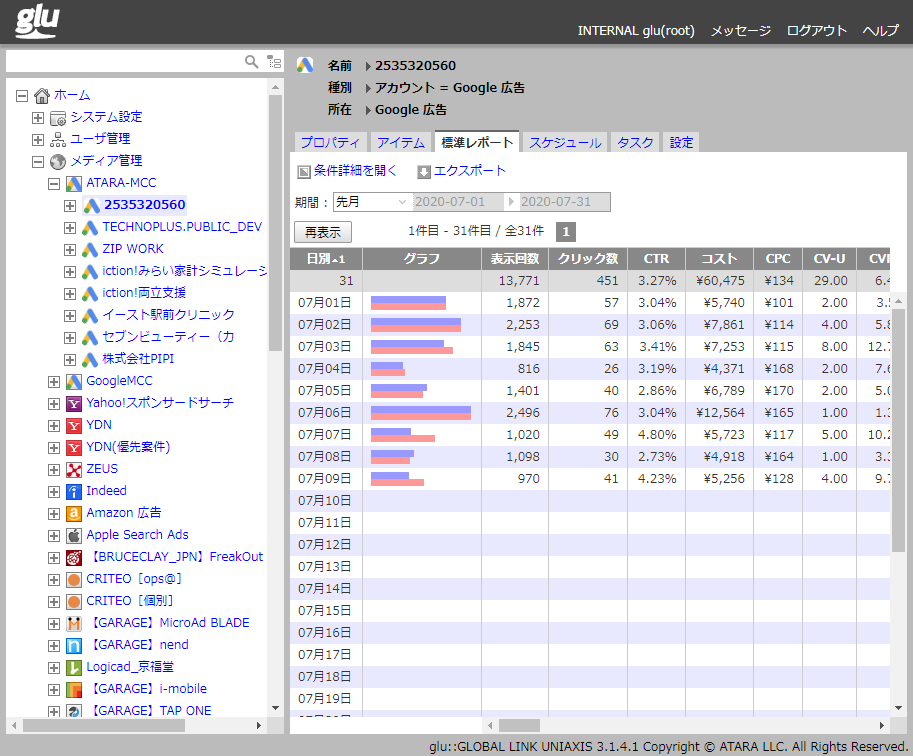 glu
INTERNAL glu(root) メッセージ ログアウト ヘルプ
名前 2535320560
種別 アカウント = Google 広告
所在 Google 広告
ホーム
システム設定
ユーザ管理
メディア管理
ATARA-MCC
2535320560
TECHNOPLUS.PUBLIC_DEV
ZIP WORK
iction!みらい家計シミュレーシ
iction!両立支援
イースト駅前クリニック
セブンビューティー（カ
株式会社PIPI
GoogleMCC
Yahoo!スポンサードサーチ
YDN
YDN(優先案件)
ZEUS
Indeed
Amazon 広告
Apple Search Ads
【BRUCECLAY_JPN】FreakOut
CRITEO［ops@］
CRITEO［個別］
【GARAGE】MicroAd BLADE
【GARAGE】nend
Logicad_京福堂
【GARAGE】i-mobile
【GARAGE】TAP ONE
プロパティ アイテム 標準レポート スケジュール タスク 設定
条件詳細を開く エクスポート
期間： 先月 2020-07-01 2020-07-31
再表示 1件目 - 31件目 / 全31件 1
日別▲1 グラフ 表示回数 クリック数 CTR コスト CPC CV-U
31 13,771 451 3.27% ¥60,475 ¥134 29.00
07月01日 1,872 57 3.04% ¥5,740 ¥101 2.00
07月02日 2,253 69 3.06% ¥7,861 ¥114 4.00
07月03日 1,845 63 3.41% ¥7,253 ¥115 8.00
07月04日 816 26 3.19% ¥4,371 ¥168 2.00
07月05日 1,401 40 2.86% ¥6,789 ¥170 2.00
07月06日 2,496 76 3.04% ¥12,564 ¥165 1.00
07月07日 1,020 49 4.80% ¥5,723 ¥117 5.00
07月08日 1,098 30 2.73% ¥4,918 ¥164 1.00
07月09日 970 41 4.23% ¥5,256 ¥128 4.00
07月10日
07月11日
07月12日
07月13日
07月14日
07月15日
07月16日
07月17日
07月18日
07月19日
glu::GLOBAL LINK UNIAXIS 3.1.4.1 Copyright © ATARA LLC. All Rights Reserved.